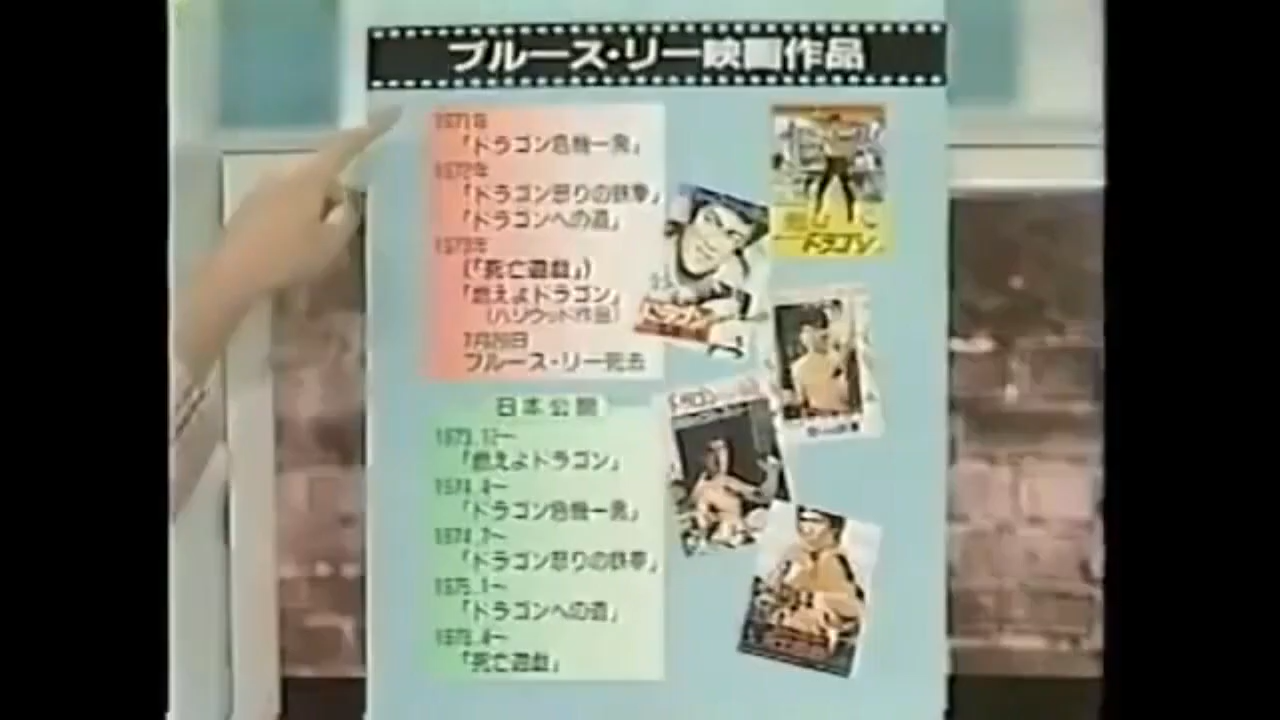 ブルース・リー映画作品
1971年
「ドラゴン危機一発」
1972年
「ドラゴン怒りの鉄拳」
「ドラゴンへの道」
1973年
(「死亡遊戯」)
「燃えよドラゴン」
(ハリウッド作品)
7月20日
ブルース・リー死去
日本公開
1973.12〜
「燃えよドラゴン」
1974.4〜
「ドラゴン危機一発」
1974.7〜
「ドラゴン怒りの鉄拳」
1975.1〜
「ドラゴンへの道」
「死亡遊戯」
ドラゴン